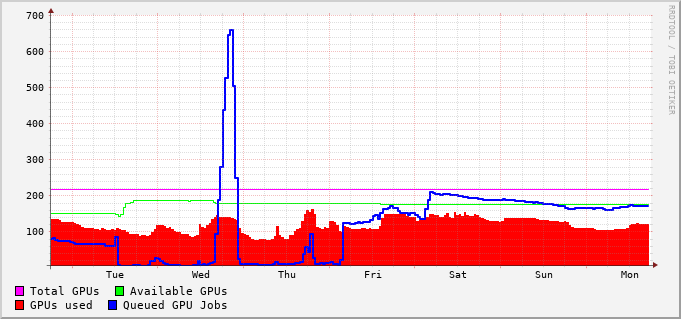 700
600
500
400
300
200
100
Tue Wed Thu Fri Sat Sun Mon
Total GPUs Available GPUs
GPUs used Queued GPU Jobs
RRDTOOL / TOBI OETIKER